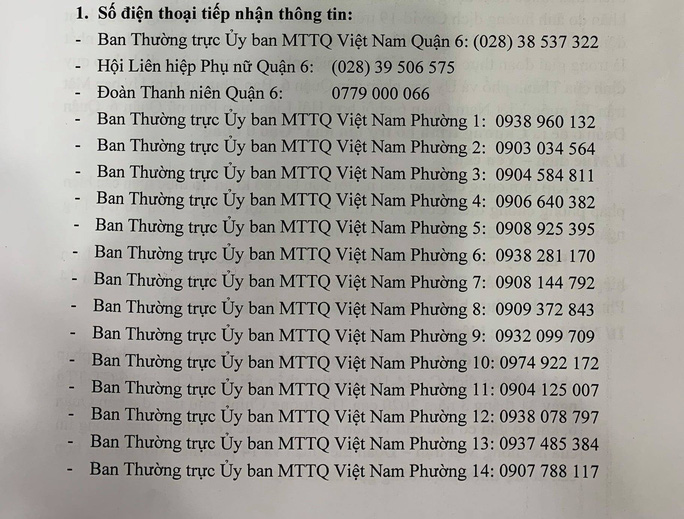 1. Số điện thoại tiếp nhận thông tin:
- Ban Thường trực Ủy ban MTTQ Việt Nam Quận 6: (028) 38 537 322
- Hội Liên hiệp Phụ nữ Quận 6: (028) 39 506 575
- Đoàn Thanh niên Quận 6: 0779 000 066
- Ban Thường trực Ủy ban MTTQ Việt Nam Phường 1: 0938 960 132
- Ban Thường trực Ủy ban MTTQ Việt Nam Phường 2: 0903 034 564
- Ban Thường trực Ủy ban MTTQ Việt Nam Phường 3: 0904 584 811
- Ban Thường trực Ủy ban MTTQ Việt Nam Phường 4: 0906 640 382
- Ban Thường trực Ủy ban MTTQ Việt Nam Phường 5: 0908 925 395
- Ban Thường trực Ủy ban MTTQ Việt Nam Phường 6: 0938 281 170
- Ban Thường trực Ủy ban MTTQ Việt Nam Phường 7: 0908 144 792
- Ban Thường trực Ủy ban MTTQ Việt Nam Phường 8: 0909 372 843
- Ban Thường trực Ủy ban MTTQ Việt Nam Phường 9: 0932 099 709
- Ban Thường trực Ủy ban MTTQ Việt Nam Phường 10: 0974 922 172
- Ban Thường trực Ủy ban MTTQ Việt Nam Phường 11: 0904 125 007
- Ban Thường trực Ủy ban MTTQ Việt Nam Phường 12: 0938 078 797
- Ban Thường trực Ủy ban MTTQ Việt Nam Phường 13: 0937 485 384
- Ban Thường trực Ủy ban MTTQ Việt Nam Phường 14: 0907 788 117